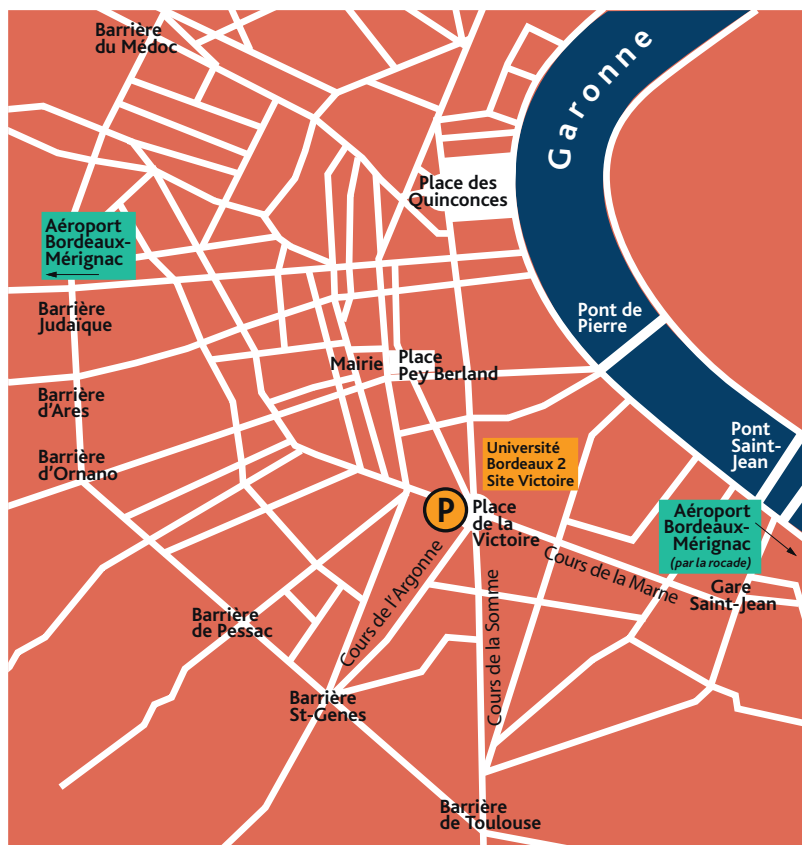 Barrière
du Médoc
Garonne
Place des
Quinconces
Aéroport
Bordeaux-
Mérignac
Barrière
Judaïque
Pont de
Pierre
Mairie
Place
Pey Berland
Barrière
d'Ares
Barrière
d'Ornano
Pont
Saint-
Jean
Université
Bordeaux 2
Site Victoire
P
Place
de la
Victoire
Aéroport
Bordeaux-
Mérignac
(par la rocade)
Cours de l'Argonne
Cours de la Somme
Cours de la Marne
Gare
Saint-Jean
Barrière
de Pessac
Barrière
St-Genes
Barrière
de Toulouse